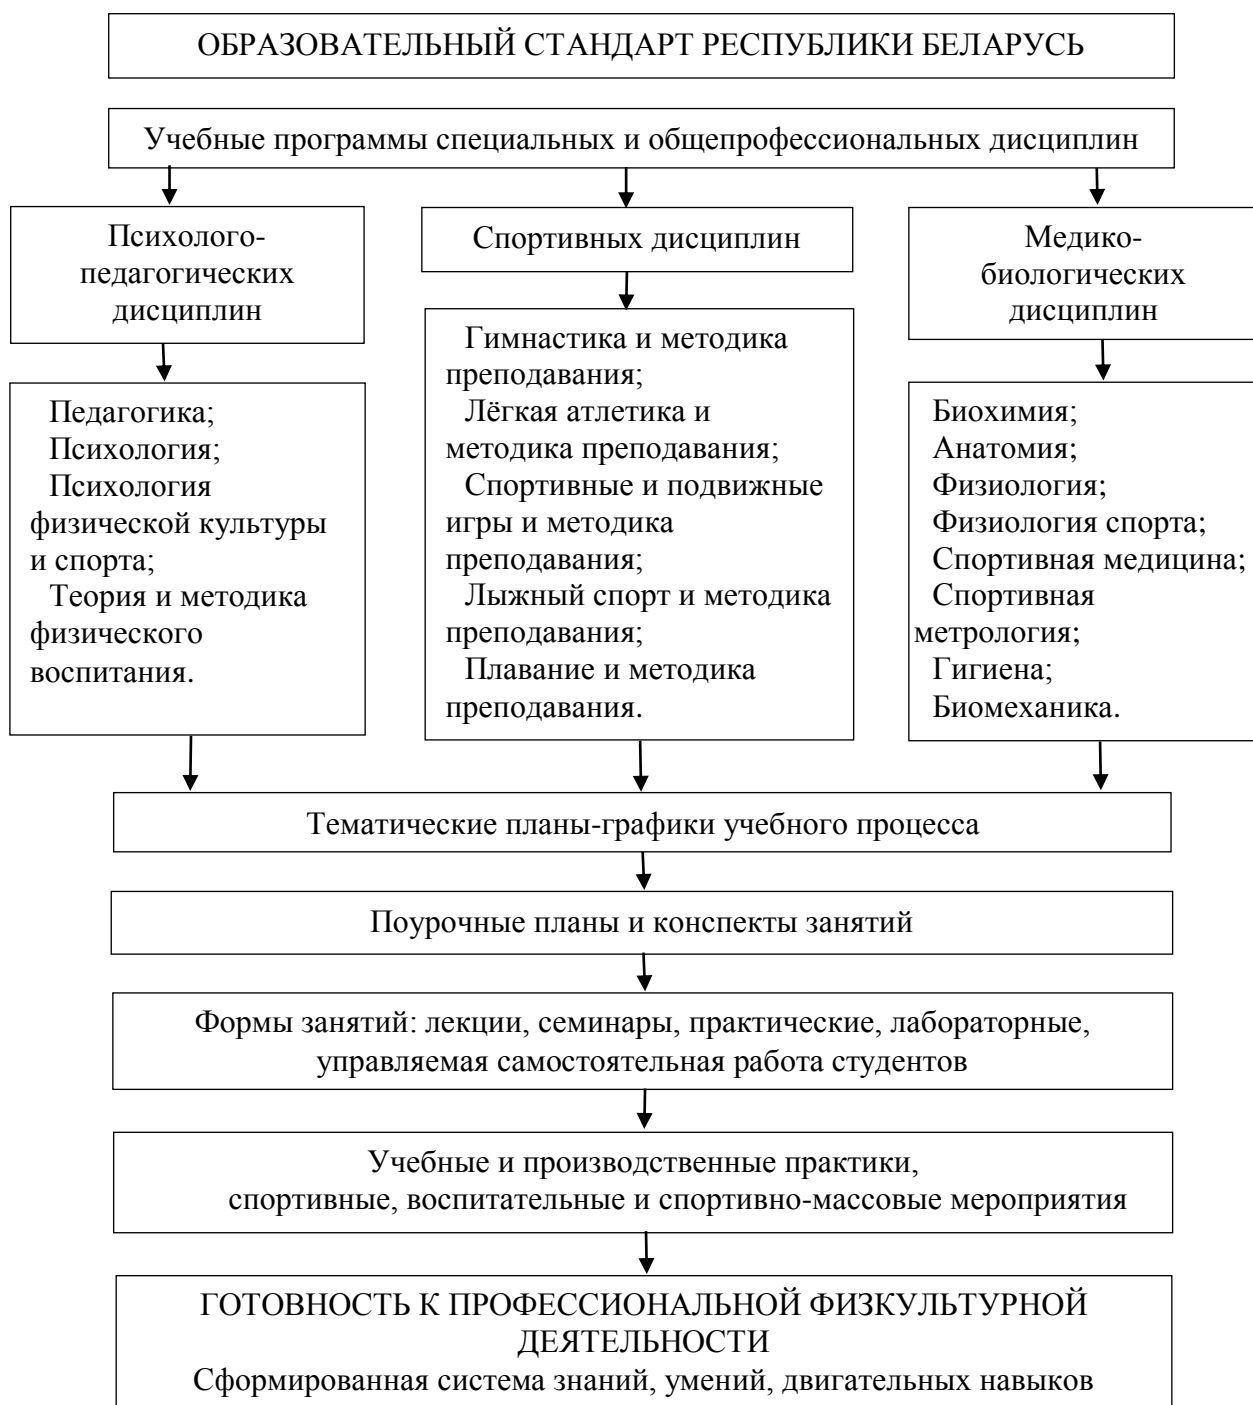 ОБРАЗОВАТЕЛЬНЫЙ СТАНДАРТ РЕСПУБЛИКИ БЕЛАРУСЬ
Учебные программы специальных и общепрофессиональных дисциплин
Психолого-
педагогических
дисциплин
Спортивных дисциплин
Медико-
биологических
дисциплин
Педагогика;
Психология;
Психология
физической культуры
и спорта;
Теория и методика
физического
воспитания.
Гимнастика и методика
преподавания;
Лёгкая атлетика и
методика преподавания;
Спортивные и подвижные
игры и методика
преподавания;
Лыжный спорт и методика
преподавания;
Плавание и методика
преподавания.
Биохимия;
Анатомия;
Физиология;
Физиология спорта;
Спортивная медицина;
Спортивная
метрология;
Гигиена;
Биомеханика.
Тематические планы-графики учебного процесса
Поурочные планы и конспекты занятий
Формы занятий: лекции, семинары, практические, лабораторные,
управляемая самостоятельная работа студентов
Учебные и производственные практики,
спортивные, воспитательные и спортивно-массовые мероприятия
ГОТОВНОСТЬ К ПРОФЕССИОНАЛЬНОЙ ФИЗКУЛЬТУРНОЙ
ДЕЯТЕЛЬНОСТИ
Сформированная система знаний, умений, двигательных навыков